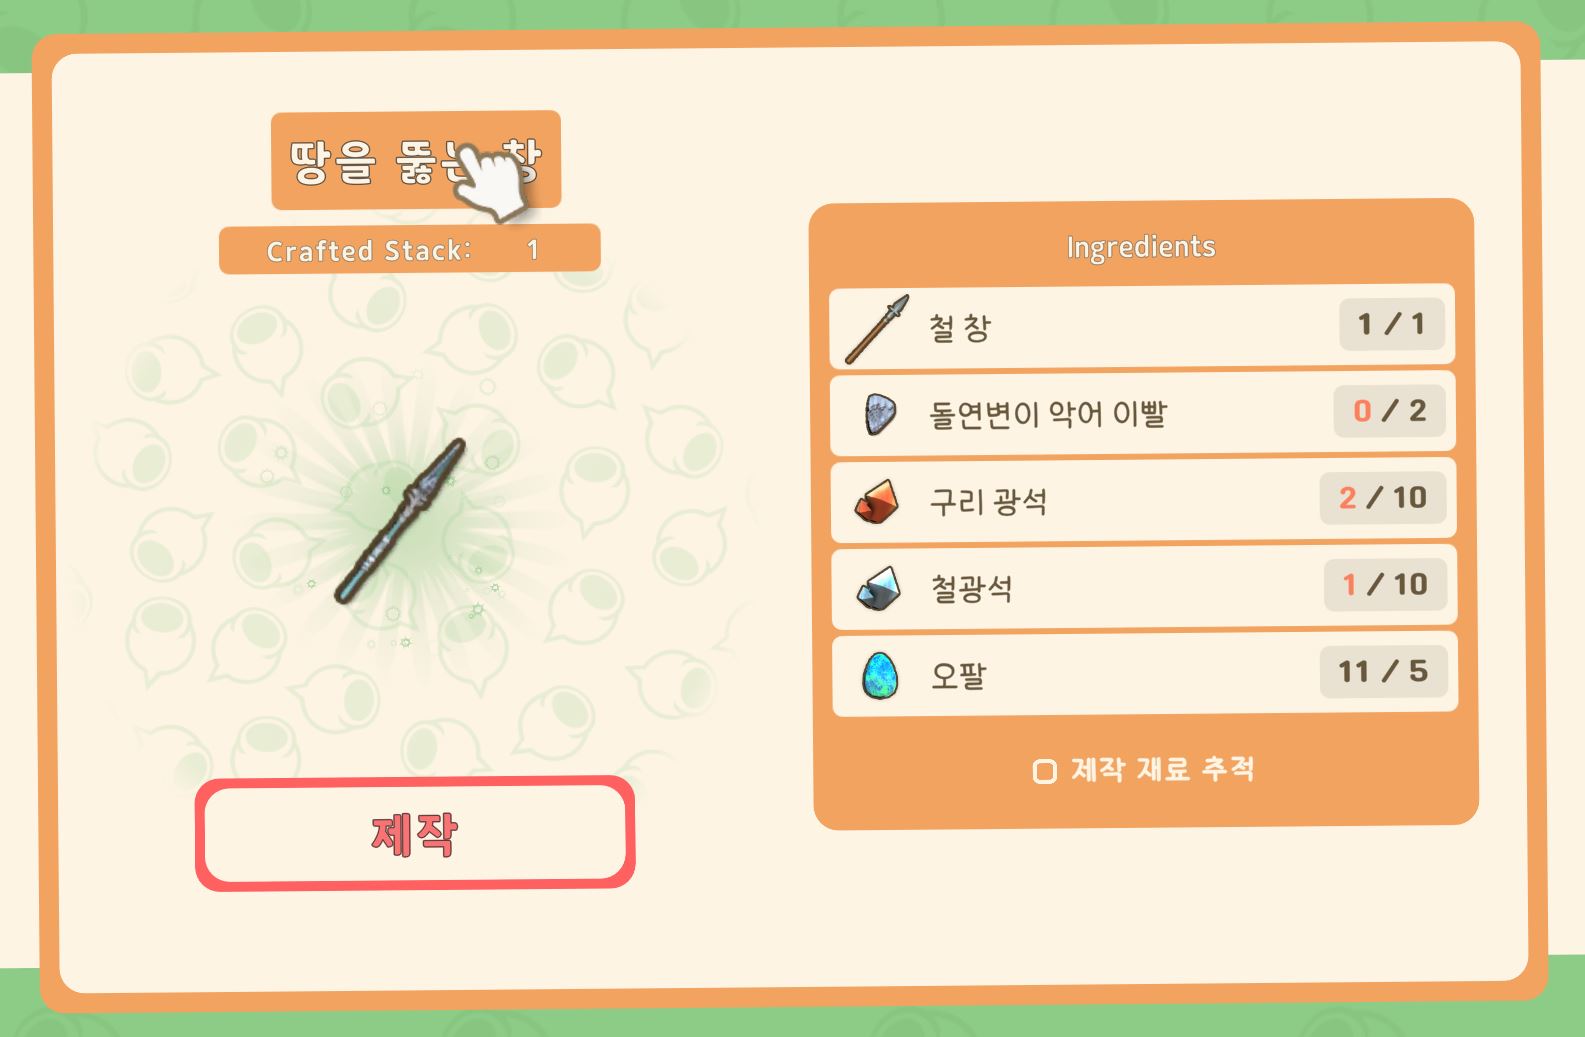 땅을 뚫는 창
Crafted Stack: 1
Ingredients
철 창 1 / 1
돌연변이 악어 이빨 0 / 2
구리 광석 2 / 10
철광석 1 / 10
오팔 11 / 5
제작 재료 추적
제작